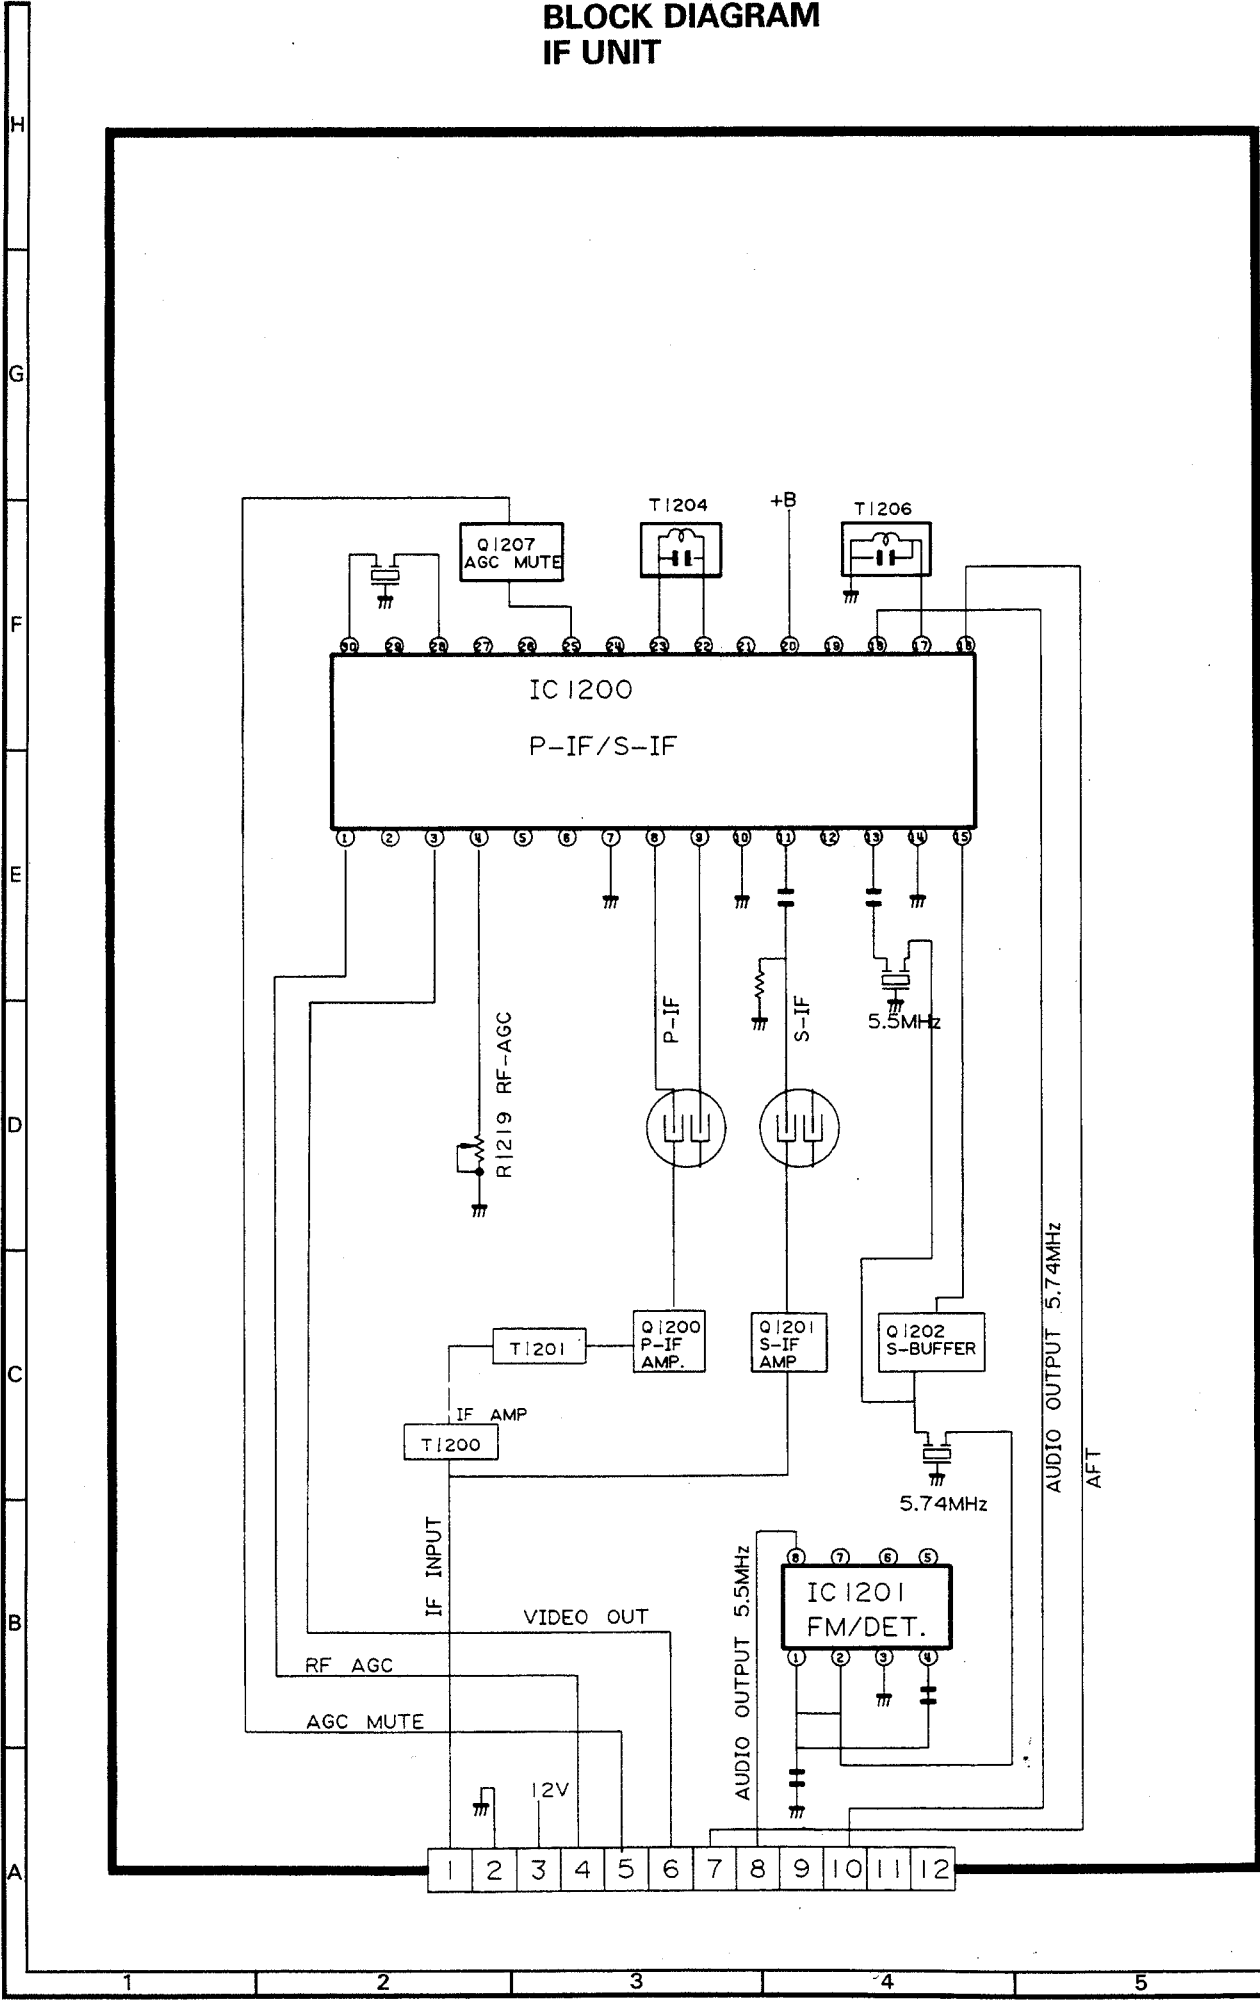 BLOCK DIAGRAM
IF UNIT
H
G
F
E
D
C
B
A
T1204
+B
T1206
Q1207
AGC MUTE
30 29 28 27 26 25 24 23 22 21 20 19 18 17 16
IC1200
P-IF/S-IF
1 2 3 4 5 6 7 8 9 10 11 12 13 14 15
R1219 RF-AGC
P-IF
S-IF
5.5MHz
T1201
Q1200
P-IF
AMP.
Q1201
S-IF
AMP
Q1202
S-BUFFER
IF AMP
T1200
5.74MHz
AUDIO OUTPUT 5.74MHz
AFT
IF INPUT
AUDIO OUTPUT 5.5MHz
8 7 6 5
IC1201
FM/DET.
1 2 3 4
VIDEO OUT
RF AGC
AGC MUTE
12V
1 2 3 4 5 6 7 8 9 10 11 12
1 2 3 4 5